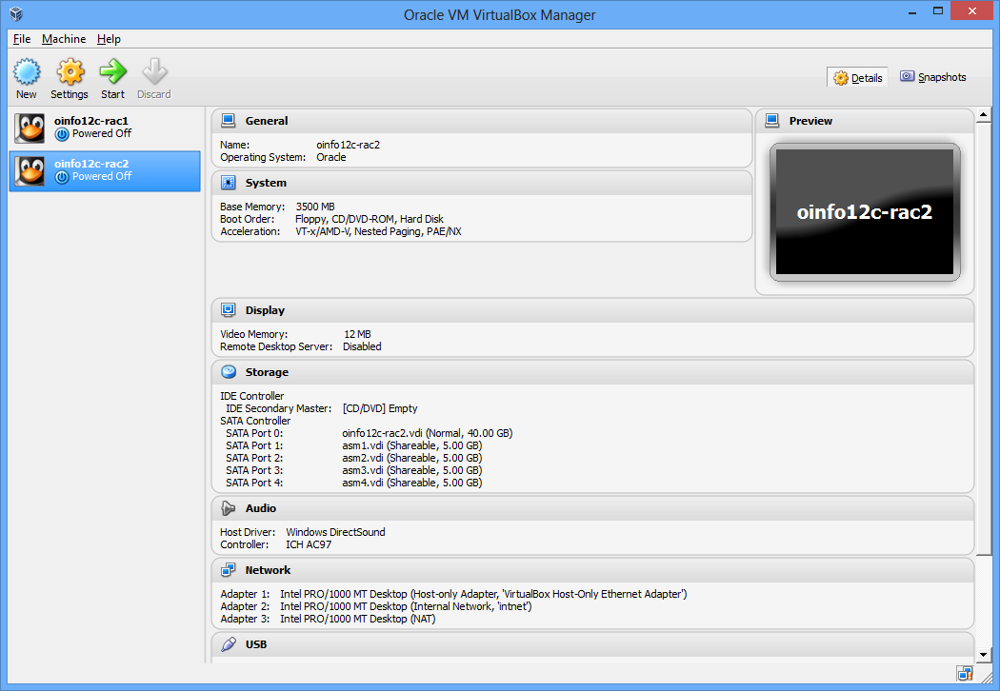 Oracle VM VirtualBox Manager
File Machine Help
New Settings Start Discard
Details Snapshots
oinfo12c-rac1
Powered Off
oinfo12c-rac2
Powered Off
General
Name: oinfo12c-rac2
Operating System: Oracle
System
Base Memory: 3500 MB
Boot Order: Floppy, CD/DVD-ROM, Hard Disk
Acceleration: VT-x/AMD-V, Nested Paging, PAE/NX
Preview
oinfo12c-rac2
Display
Video Memory: 12 MB
Remote Desktop Server: Disabled
Storage
IDE Controller
IDE Secondary Master: [CD/DVD] Empty
SATA Controller
SATA Port 0: oinfo12c-rac2.vdi (Normal, 40.00 GB)
SATA Port 1: asm1.vdi (Shareable, 5.00 GB)
SATA Port 2: asm2.vdi (Shareable, 5.00 GB)
SATA Port 3: asm3.vdi (Shareable, 5.00 GB)
SATA Port 4: asm4.vdi (Shareable, 5.00 GB)
Audio
Host Driver: Windows DirectSound
Controller: ICH AC97
Network
Adapter 1: Intel PRO/1000 MT Desktop (Host-only Adapter, 'VirtualBox Host-Only Ethernet Adapter')
Adapter 2: Intel PRO/1000 MT Desktop (Internal Network, 'intnet')
Adapter 3: Intel PRO/1000 MT Desktop (NAT)
USB